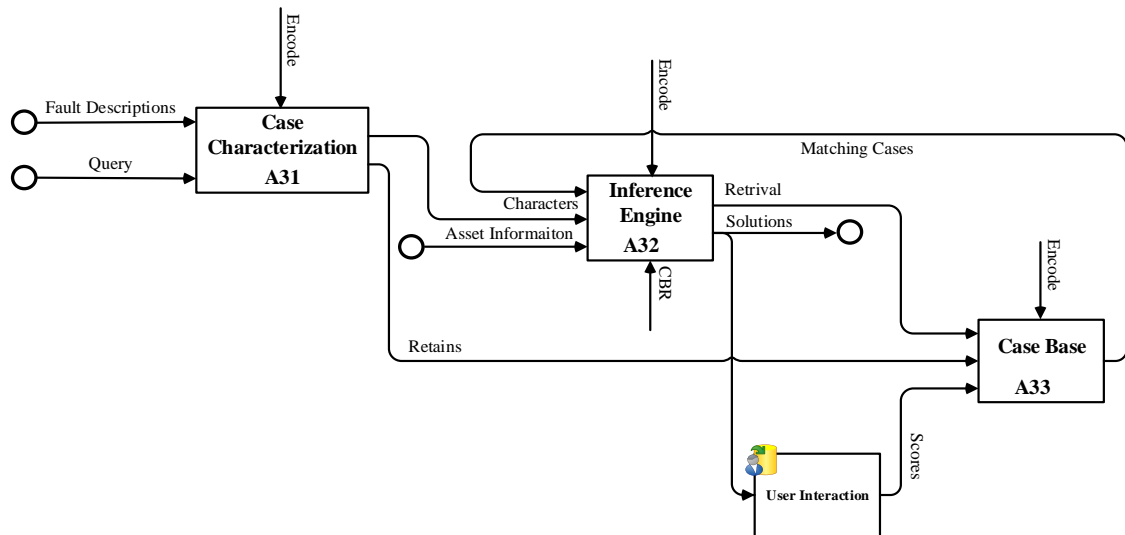 Encode
Fault Descriptions
Query
Case
Characterization
A31
Encode
Matching Cases
Characters
Asset Informaiton
Inference
Engine
A32
Retrival
Solutions
CBR
Encode
Retains
Case Base
A33
Scores
User Interaction